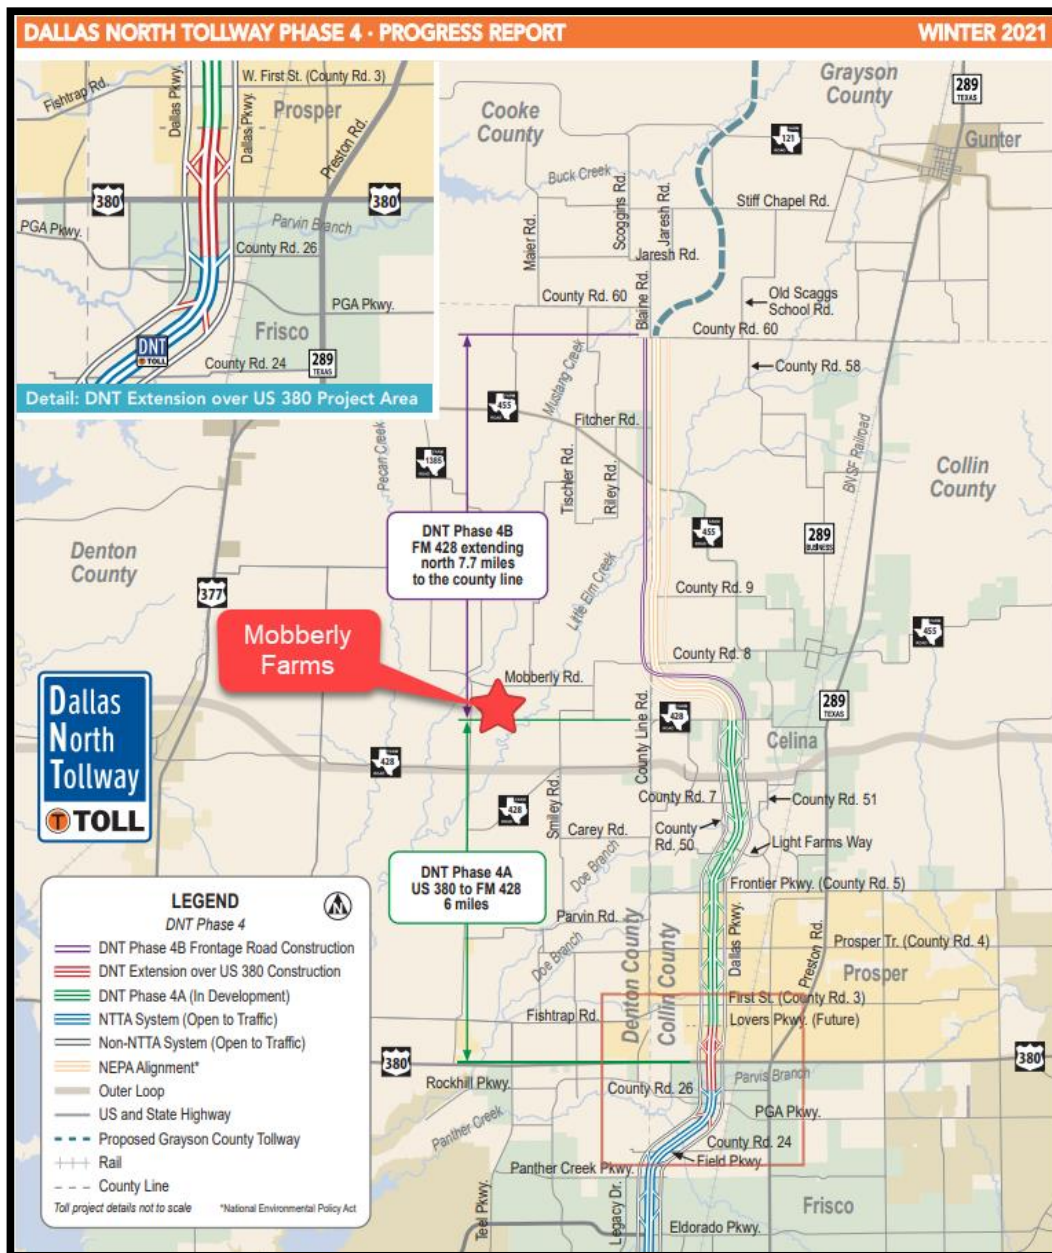 DALLAS NORTH TOLLWAY PHASE 4 · PROGRESS REPORT
WINTER 2021
Fishtrap Rd.
Dallas Pkwy.
W. First St. (County Rd. 3)
Prosper
Dallas Pkwy.
Preston Rd.
380
380
PGA Pkwy.
Parvin Branch
County Rd. 26
PGA Pkwy.
Frisco
DNT
TOLL
County Rd. 24
289
TEXAS
Detail: DNT Extension over US 380 Project Area
Cooke
County
Grayson
County
289
TEXAS
121
Gunter
Buck Creek
Maier Rd.
Scoggins Rd.
Jaresh Rd.
Stiff Chapel Rd.
Jaresh Rd.
County Rd. 60
Blaine Rd.
Old Scaggs
School Rd.
County Rd. 60
Mustang Creek
County Rd. 58
455
Fitcher Rd.
Pecan Creek
1385
Tischler Rd.
Riley Rd.
BNSF Railroad
Collin
County
DNT Phase 4B
FM 428 extending
north 7.7 miles
to the county line
455
289
BUSINESS
Denton
County
377
Little Elm Creek
County Rd. 9
455
Mobberly
Farms
County Rd. 8
Mobberly Rd.
Dallas
North
Tollway
TOLL
County Line Rd.
428
289
TEXAS
Celina
428
428
Smiley Rd.
County Rd. 7
County Rd. 51
Carey Rd.
County
Rd. 50
Light Farms Way
Doe Branch
DNT Phase 4A
US 380 to FM 428
6 miles
Frontier Pkwy. (County Rd. 5)
Parvin Rd.
Dallas Pkwy.
Preston Rd.
Prosper Tr. (County Rd. 4)
Doe Branch
Denton County
Collin County
Prosper
First St. (County Rd. 3)
Fishtrap Rd.
Lovers Pkwy. (Future)
380
380
Rockhill Pkwy.
County Rd. 26
Parvis Branch
Panther Creek
PGA Pkwy.
County Rd. 24
Panther Creek Pkwy.
Field Pkwy
Teel Pkwy.
Legacy Dr.
Frisco
Eldorado Pkwy.
LEGEND
DNT Phase 4
N
DNT Phase 4B Frontage Road Construction
DNT Extension over US 380 Construction
DNT Phase 4A (In Development)
NTTA System (Open to Traffic)
Non-NTTA System (Open to Traffic)
NEPA Alignment*
Outer Loop
US and State Highway
Proposed Grayson County Tollway
Rail
County Line
Toll project details not to scale
*National Environmental Policy Act